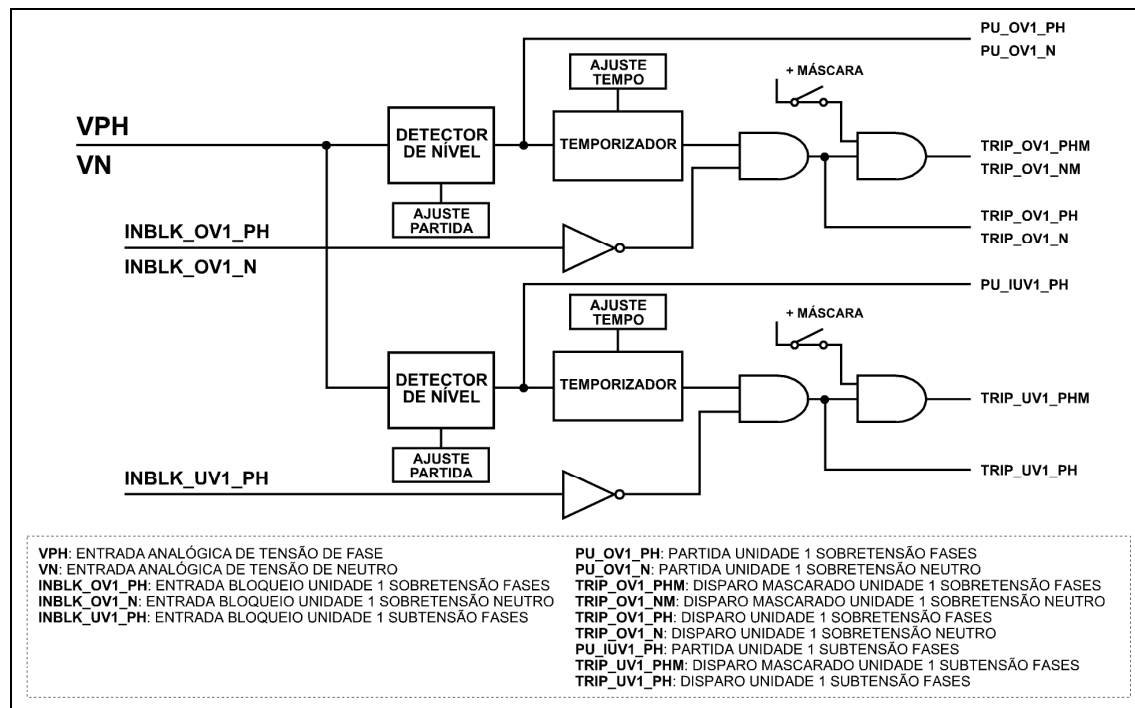 PU_OV1_PH
PU_OV1_N
AJUSTE
TEMPO
+ MÁSCARA
VPH
VN
DETECTOR
DE NÍVEL
TEMPORIZADOR
TRIP_OV1_PHM
TRIP_OV1_NM
AJUSTE
PARTIDA
INBLK_OV1_PH
INBLK_OV1_N
TRIP_OV1_PH
TRIP_OV1_N
PU_IUV1_PH
AJUSTE
TEMPO
+ MÁSCARA
DETECTOR
DE NÍVEL
TEMPORIZADOR
TRIP_UV1_PHM
AJUSTE
PARTIDA
INBLK_UV1_PH
TRIP_UV1_PH
VPH: ENTRADA ANALÓGICA DE TENSÃO DE FASE
VN: ENTRADA ANALÓGICA DE TENSÃO DE NEUTRO
INBLK_OV1_PH: ENTRADA BLOQUEIO UNIDADE 1 SOBRETENSÃO FASES
INBLK_OV1_N: ENTRADA BLOQUEIO UNIDADE 1 SOBRETENSÃO NEUTRO
INBLK_UV1_PH: ENTRADA BLOQUEIO UNIDADE 1 SUBTENSÃO FASES
PU_OV1_PH: PARTIDA UNIDADE 1 SOBRETENSÃO FASES
PU_OV1_N: PARTIDA UNIDADE 1 SOBRETENSÃO NEUTRO
TRIP_OV1_PHM: DISPARO MASCARADO UNIDADE 1 SOBRETENSÃO FASES
TRIP_OV1_NM: DISPARO MASCARADO UNIDADE 1 SOBRETENSÃO NEUTRO
TRIP_OV1_PH: DISPARO UNIDADE 1 SOBRETENSÃO FASES
TRIP_OV1_N: DISPARO UNIDADE 1 SOBRETENSÃO NEUTRO
PU_IUV1_PH: PARTIDA UNIDADE 1 SUBTENSÃO FASES
TRIP_UV1_PHM: DISPARO MASCARADO UNIDADE 1 SUBTENSÃO FASES
TRIP_UV1_PH: DISPARO UNIDADE 1 SUBTENSÃO FASES